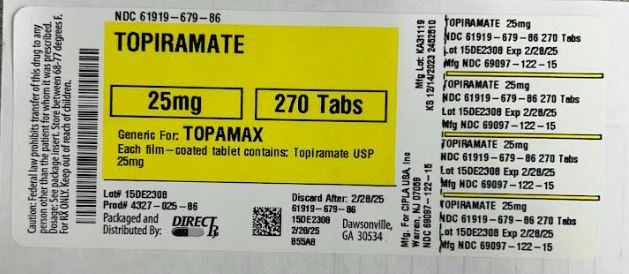 Caution: Federal law prohibits transfer of this drug to any
person other than the patient for whom it was prescribed.
Dosage: See package insert. Store between 68-77 degrees F.
For RX ONLY. Keep out of reach of children.
NDC 61919-679-86
TOPIRAMATE
25mg
270 Tabs
Generic For: TOPAMAX
Each film-coated tablet contains: Topiramate USP
25mg
Lot# 15DE2308
Prod# 4327-025-86
Packaged and
Distributed By:
DIRECT Rx
Discard After: 2/28/25
61919-679-86
15DE2308
2/28/25
B55AB
Dawsonville,
GA 30534
Mfg Lot: KA31119
KS 12/14/2023 2452510
Mfg. For CIPLA USA, Inc
Warren, NJ 07059
NDC 69097-122-15
TOPIRAMATE 25mg
NDC 61919-679-86 270 Tabs
Lot 15DE2308 Exp 2/28/25
Mfg NDC 69097-122-15
TOPIRAMATE 25mg
NDC 61919-679-86 270 Tabs
Lot 15DE2308 Exp 2/28/25
Mfg NDC 69097-122-15
TOPIRAMATE 25mg
NDC 61919-679-86 270 Tabs
Lot 15DE2308 Exp 2/28/25
Mfg NDC 69097-122-15
TOPIRAMATE 25mg
NDC 61919-679-86 270 Tabs
Lot 15DE2308 Exp 2/28/25
Mfg NDC 69097-122-15